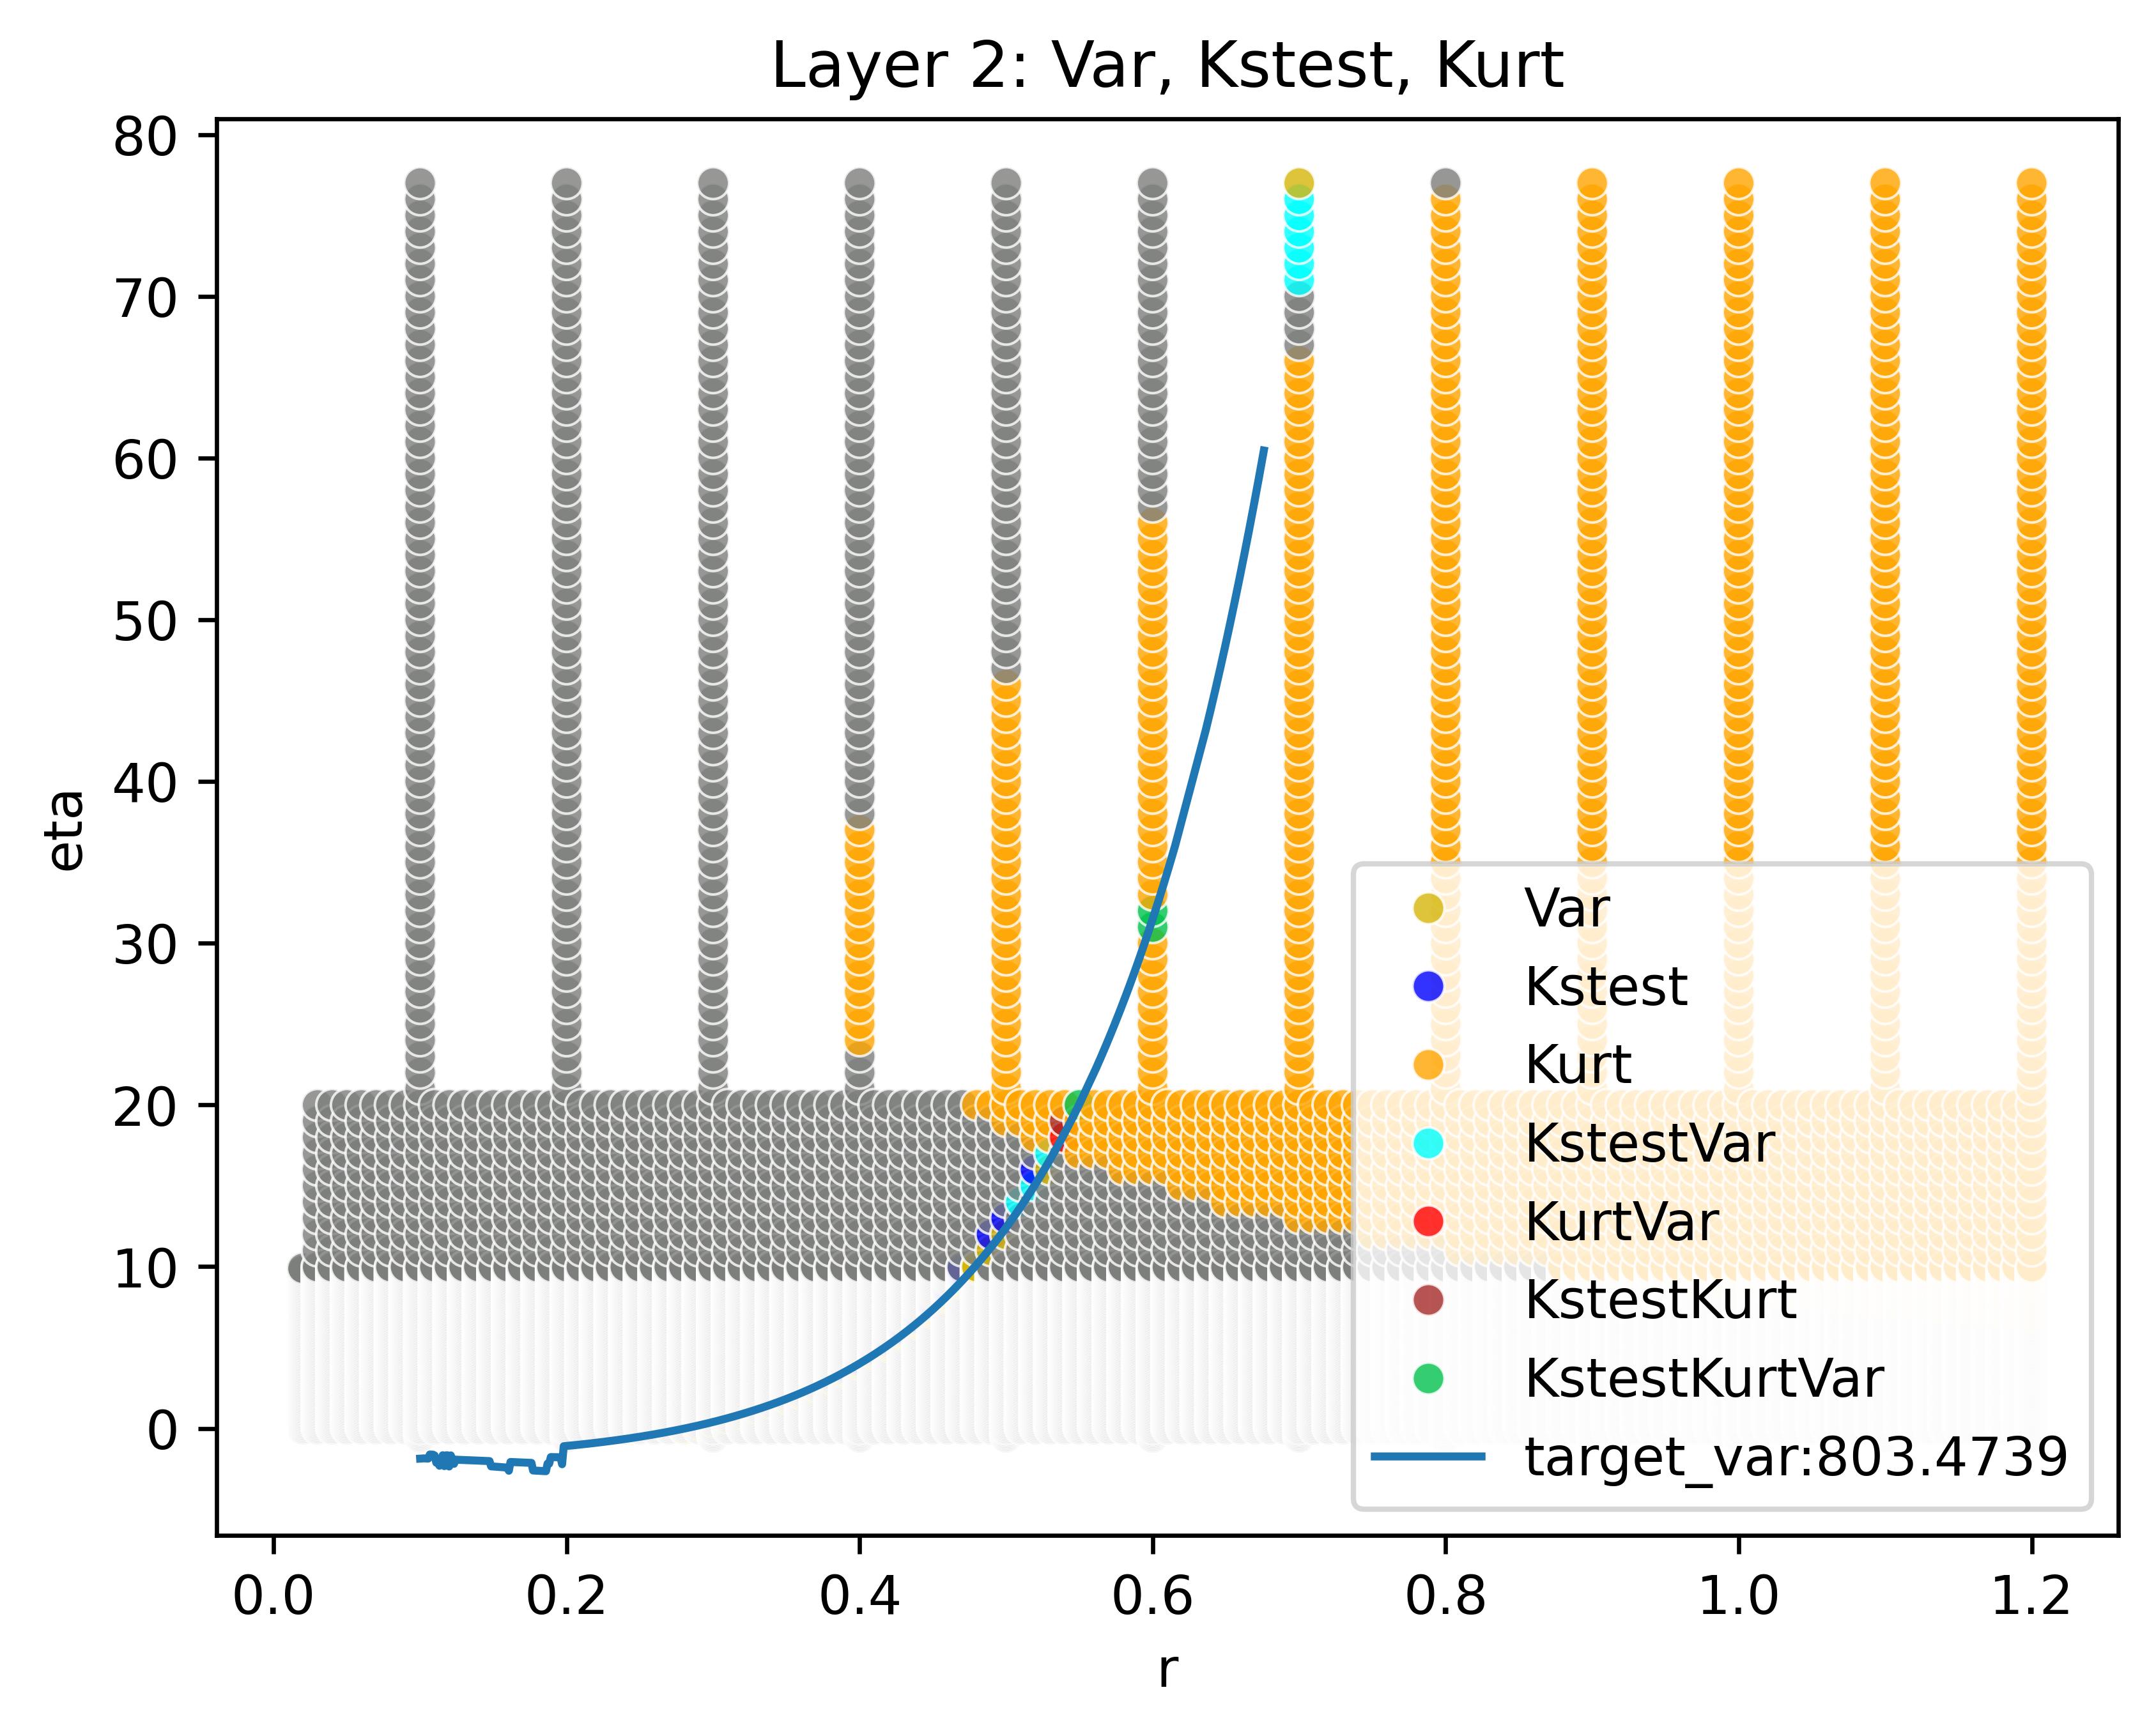 Layer 2: Var, Kstest, Kurt
80
70
60
50
40
30
20
10
0
eta
Var
Kstest
Kurt
KstestVar
KurtVar
KstestKurt
KstestKurtVar
target_var:803.4739
0.0 0.2 0.4 0.6 0.8 1.0 1.2
r